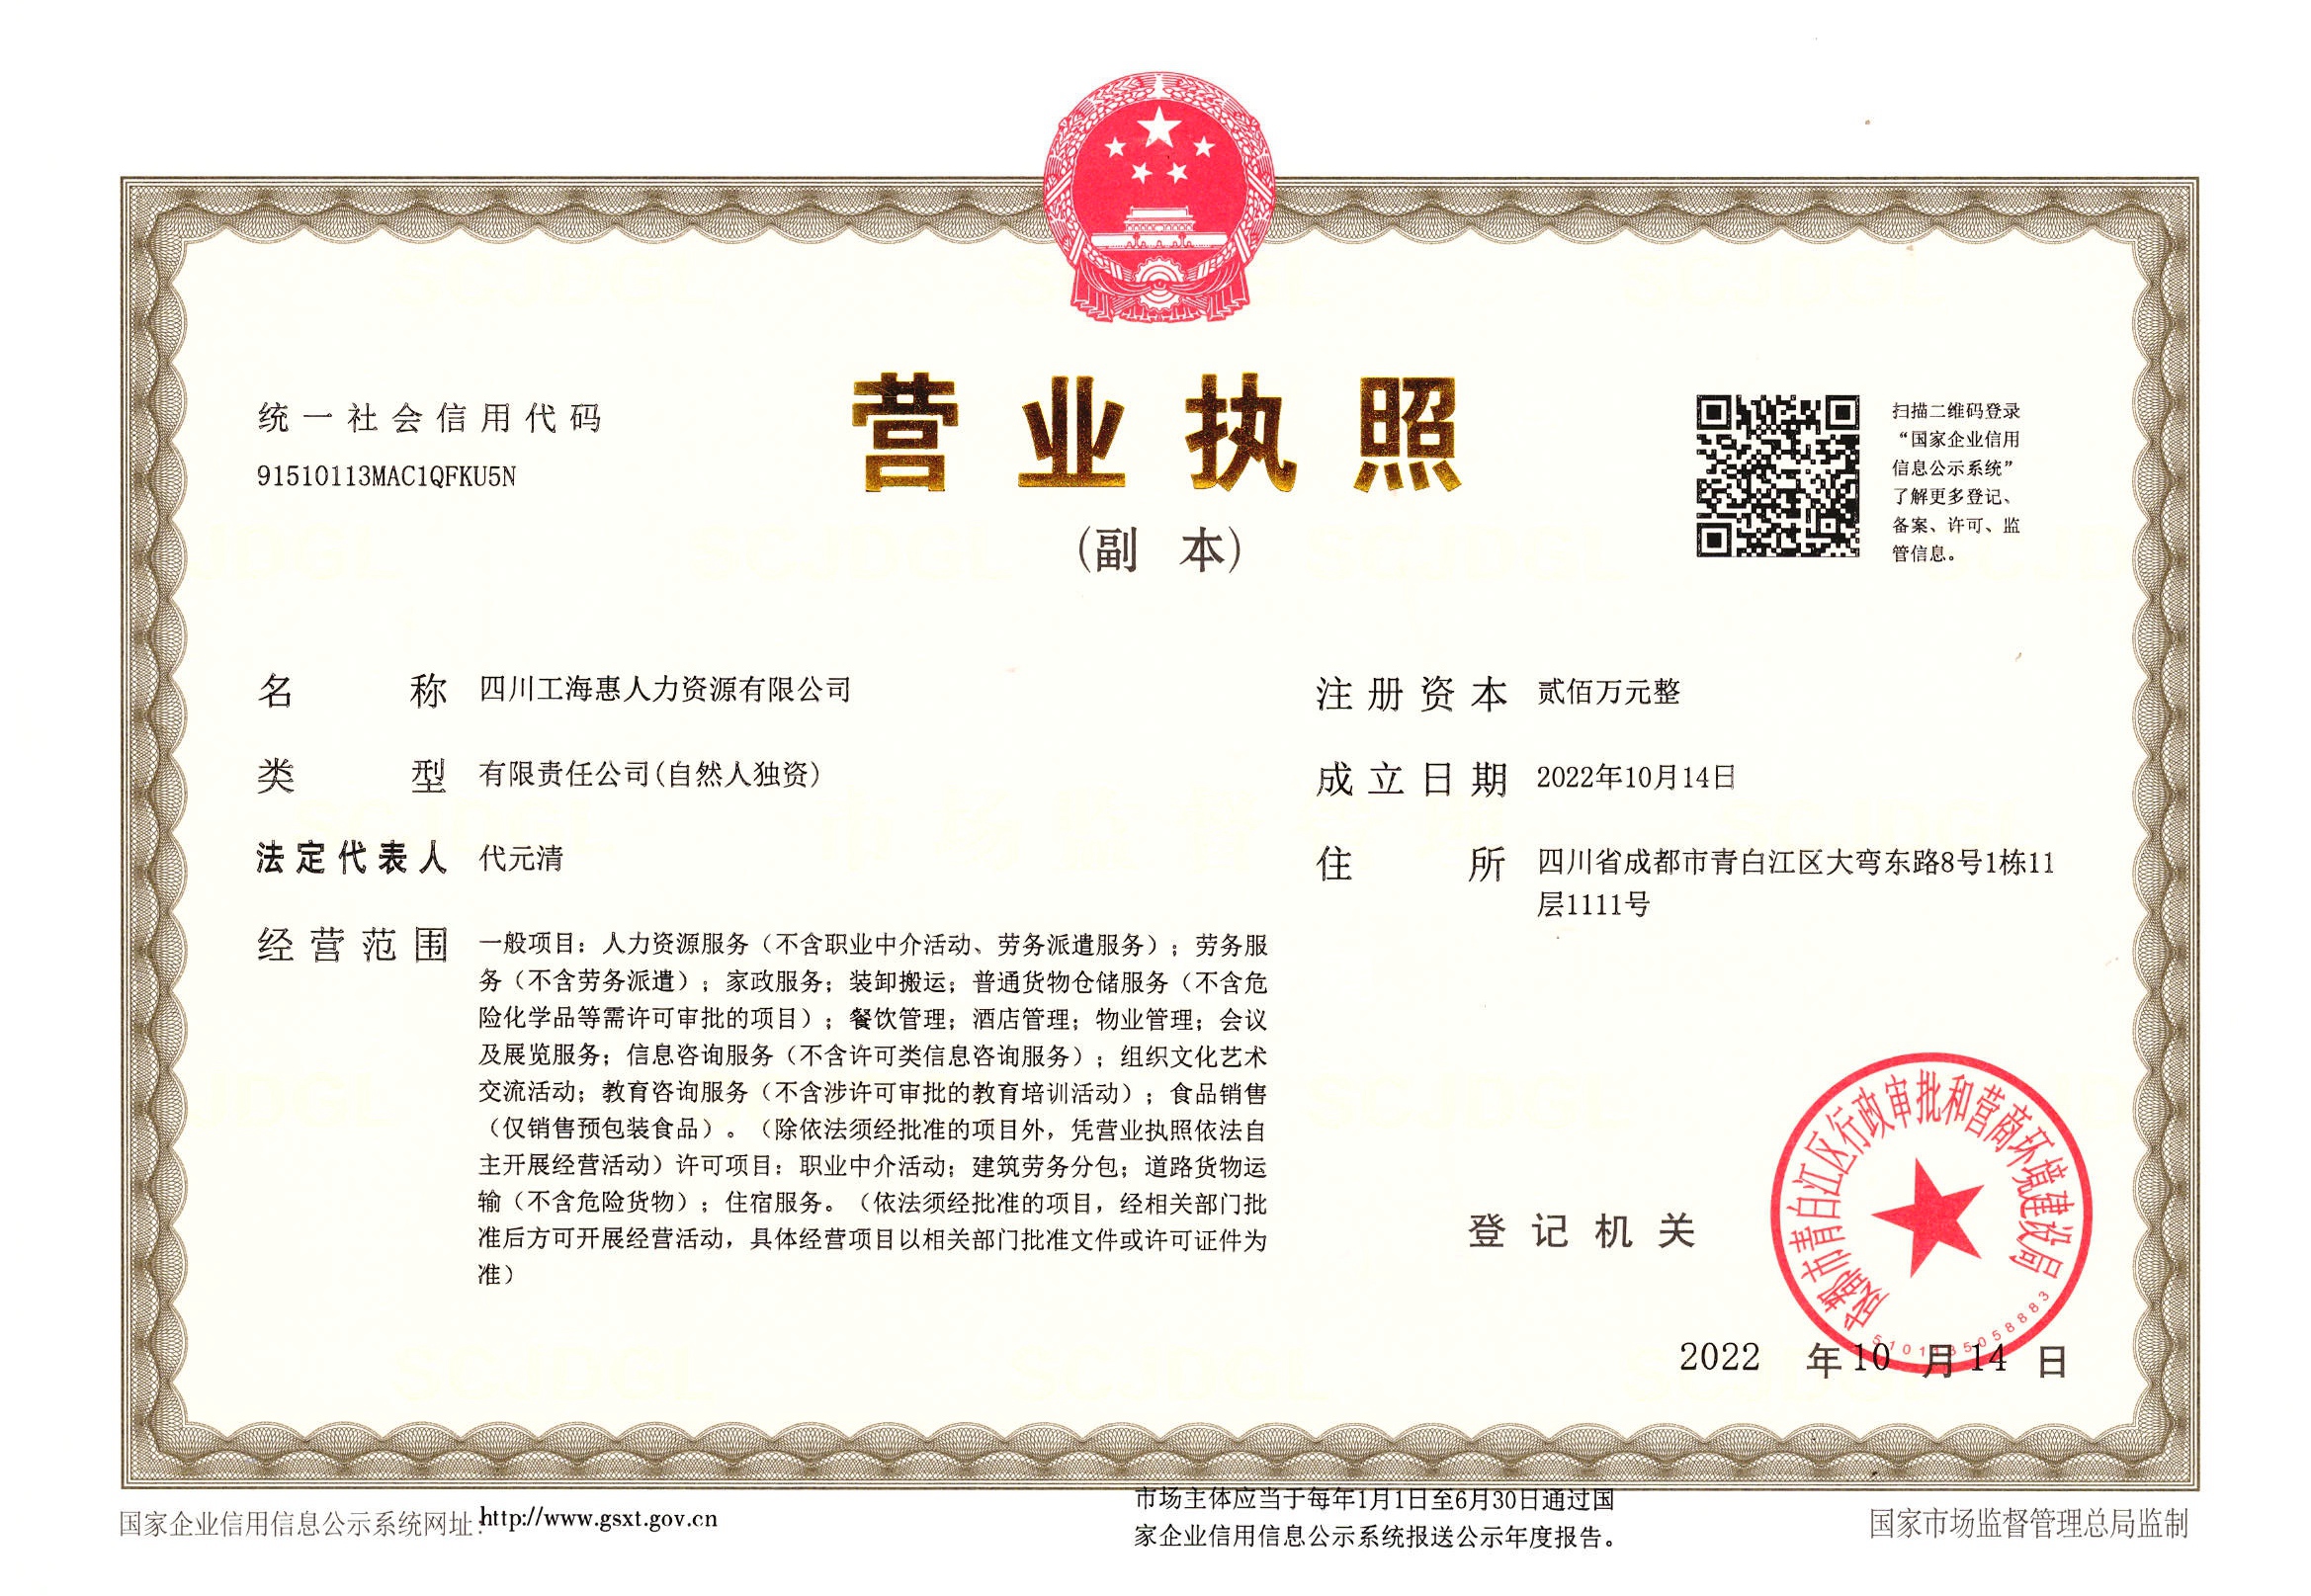 营业执照
(副 本)
统一社会信用代码
91510113MAC1QFKU5N
扫描二维码登录
“国家企业信用
信息公示系统”
了解更多登记、
备案、许可、监
管信息。
名 称 四川工海惠人力资源有限公司
类 型 有限责任公司(自然人独资)
法定代表人 代元清
经营范围 一般项目：人力资源服务（不含职业中介活动、劳务派遣服务）；劳务服
务（不含劳务派遣）；家政服务；装卸搬运；普通货物仓储服务（不含危
险化学品等需许可审批的项目）；餐饮管理；酒店管理；物业管理；会议
及展览服务；信息咨询服务（不含许可类信息咨询服务）；组织文化艺术
交流活动；教育咨询服务（不含涉许可审批的教育培训活动）；食品销售
（仅销售预包装食品）。（除依法须经批准的项目外，凭营业执照依法自
主开展经营活动）许可项目：职业中介活动；建筑劳务分包；道路货物运
输（不含危险货物）；住宿服务。（依法须经批准的项目，经相关部门批
准后方可开展经营活动，具体经营项目以相关部门批准文件或许可证件为
准）
注册资本 贰佰万元整
成立日期 2022年10月14日
住 所 四川省成都市青白江区大弯东路8号1栋11
层1111号
登记机关
成都市青白江区行政审批和营商环境建设局
5101135058883
2022 年 10 月 14 日
国家企业信用信息公示系统网址：http://www.gsxt.gov.cn
市场主体应当于每年1月1日至6月30日通过国
家企业信用信息公示系统报送公示年度报告。
国家市场监督管理总局监制